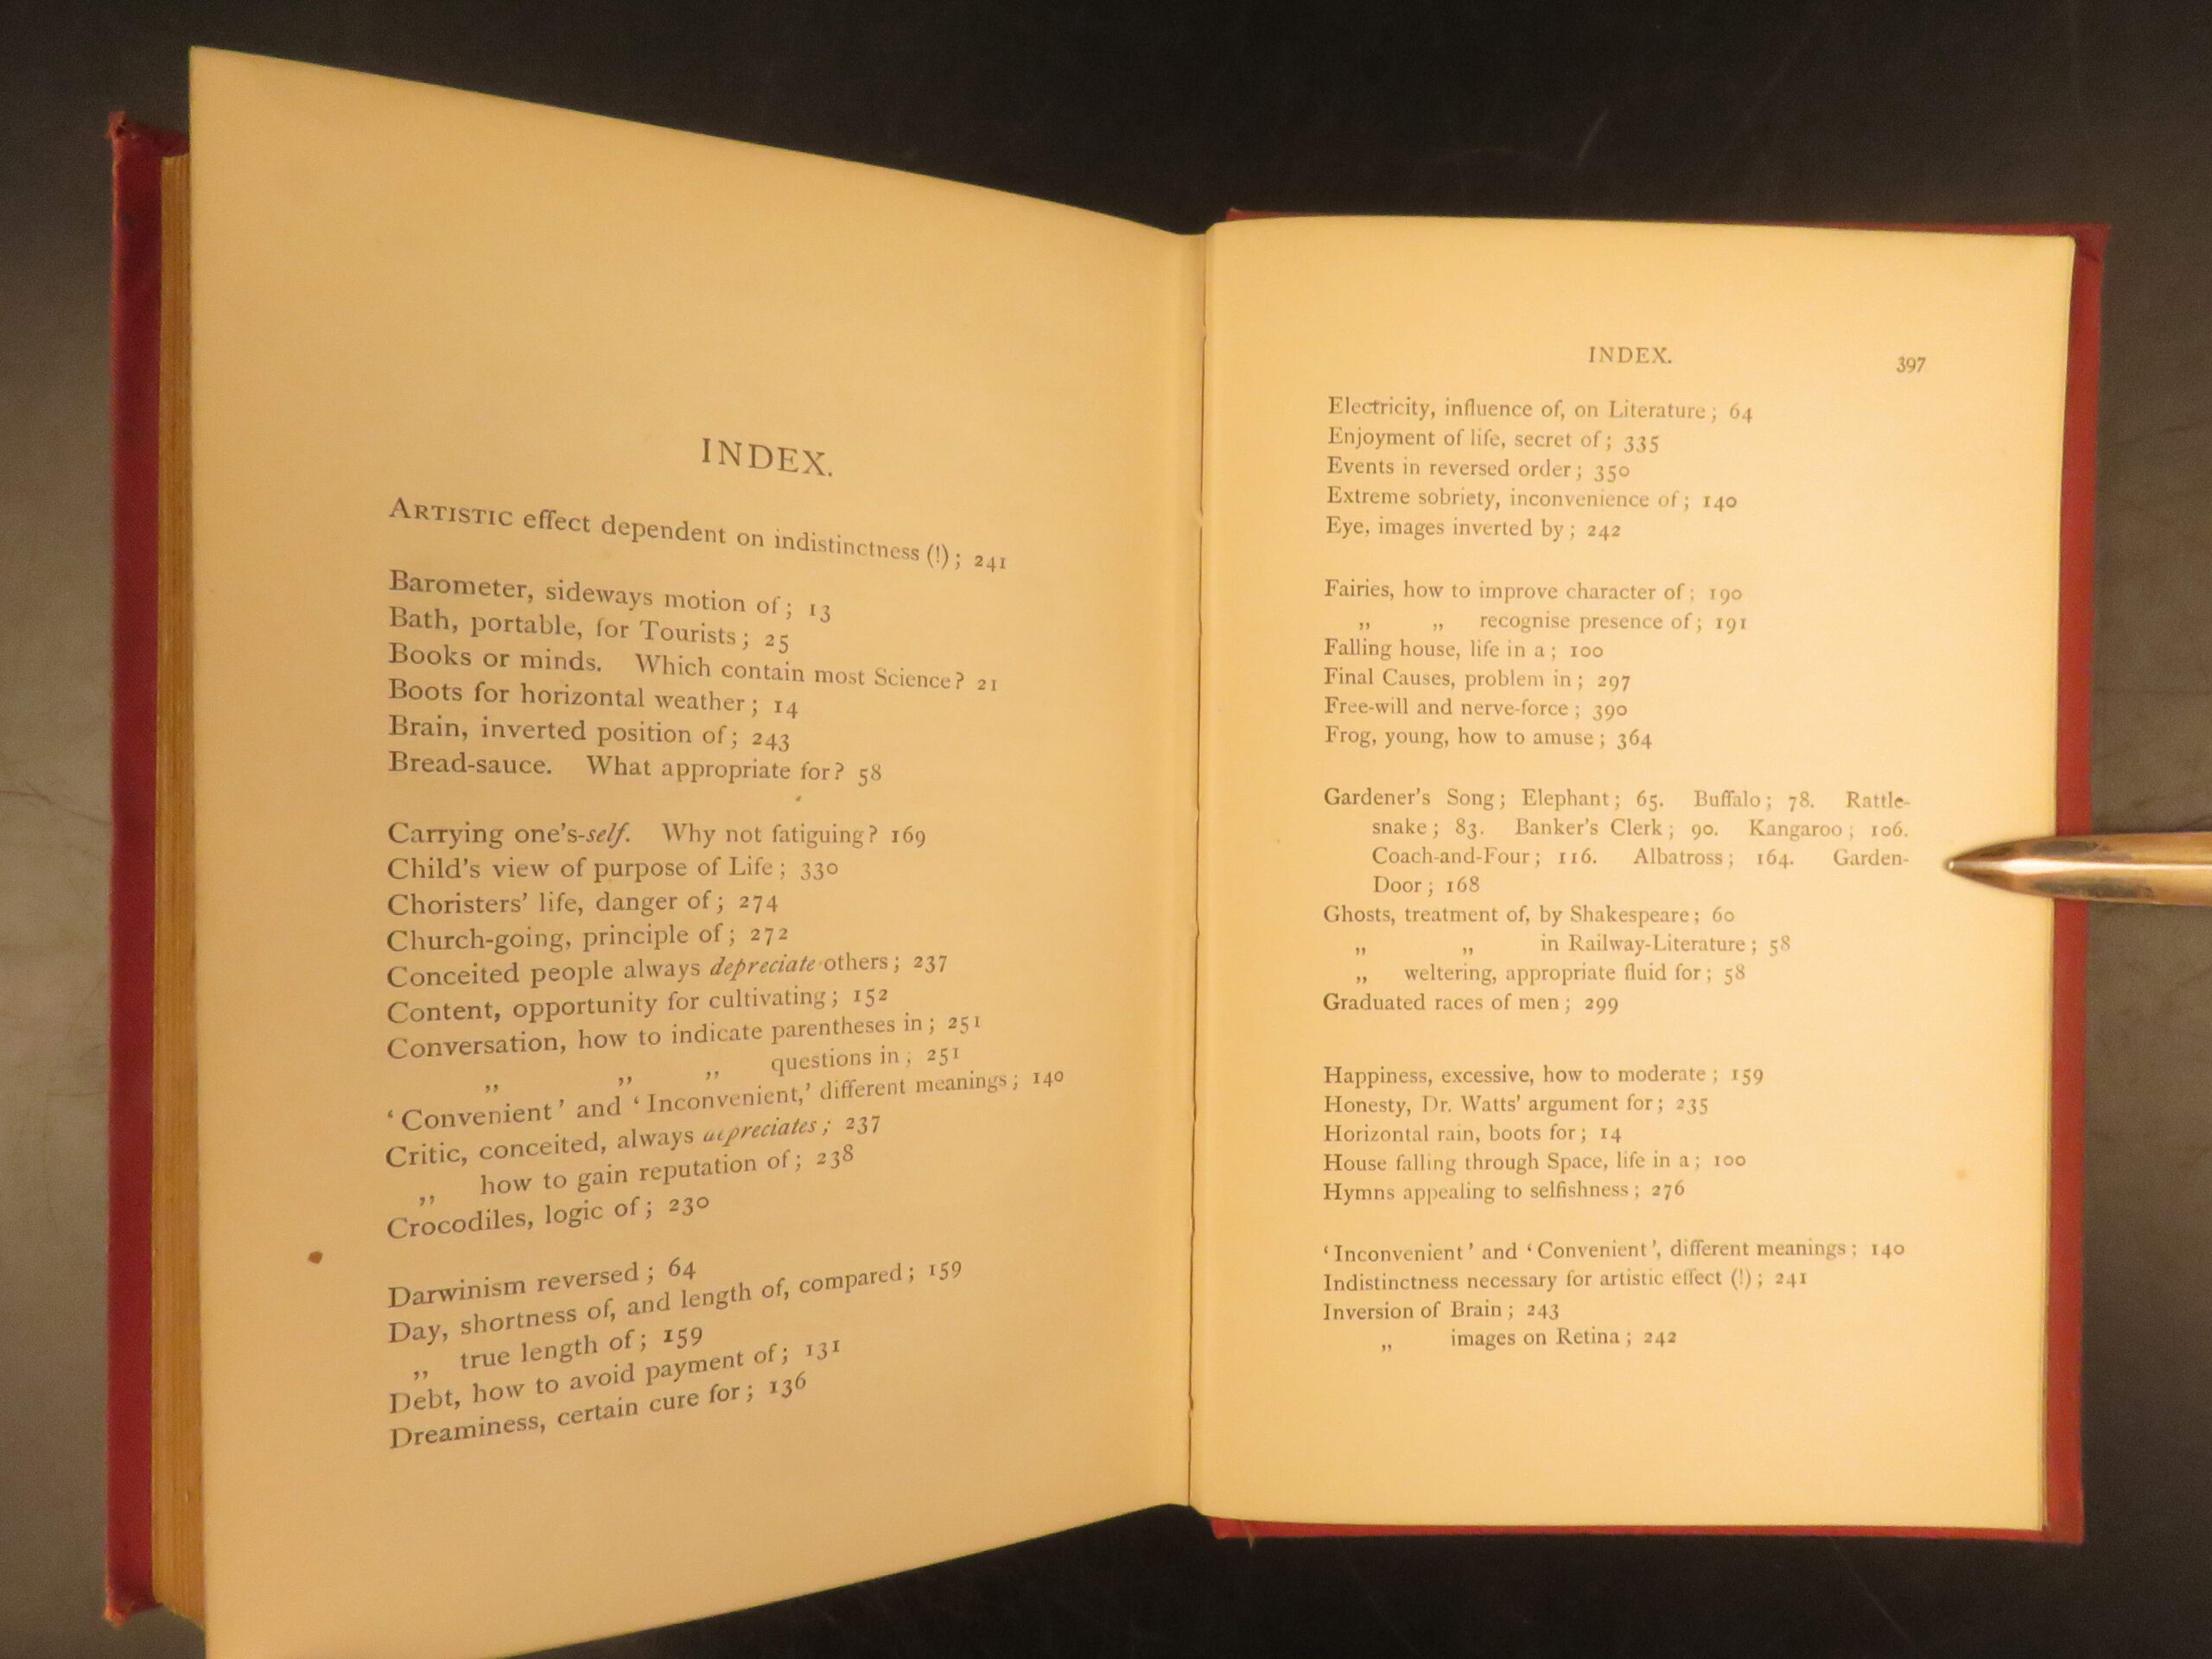 INDEX.
ARTISTIC effect dependent on indistinctness (!); 241
Barometer, sideways motion of; 13
Bath, portable, for Tourists; 25
Books or minds. Which contain most Science? 21
Boots for horizontal weather; 14
Brain, inverted position of; 243
Bread-sauce. What appropriate for? 58
Carrying one's-self. Why not fatiguing? 169
Child's view of purpose of Life; 330
Choristers' life, danger of; 274
Church-going, principle of; 272
Conceited people always depreciate others; 237
Content, opportunity for cultivating; 152
Conversation, how to indicate parentheses in; 251
„ „ „ questions in; 251
‘Convenient’ and ‘Inconvenient,’ different meanings; 140
Critic, conceited, always depreciates; 237
„ how to gain reputation of; 238
Crocodiles, logic of; 230
Darwinism reversed; 64
Day, shortness of, and length of, compared; 159
„ true length of; 159
Debt, how to avoid payment of; 131
Dreaminess, certain cure for; 136
INDEX. 397
Electricity, influence of, on Literature; 64
Enjoyment of life, secret of; 335
Events in reversed order; 350
Extreme sobriety, inconvenience of; 140
Eye, images inverted by; 242
Fairies, how to improve character of; 190
„ „ recognise presence of; 191
Falling house, life in a; 100
Final Causes, problem in; 297
Free-will and nerve-force; 390
Frog, young, how to amuse; 364
Gardener's Song; Elephant; 65. Buffalo; 78. Rattle-
snake; 83. Banker's Clerk; 90. Kangaroo; 106.
Coach-and-Four; 116. Albatross; 164. Garden-
Door; 168
Ghosts, treatment of, by Shakespeare; 60
„ „ in Railway-Literature; 58
„ weltering, appropriate fluid for; 58
Graduated races of men; 299
Happiness, excessive, how to moderate; 159
Honesty, Dr. Watts' argument for; 235
Horizontal rain, boots for; 14
House falling through Space, life in a; 100
Hymns appealing to selfishness; 276
‘Inconvenient’ and ‘Convenient’, different meanings; 140
Indistinctness necessary for artistic effect (!); 241
Inversion of Brain; 243
„ images on Retina; 242